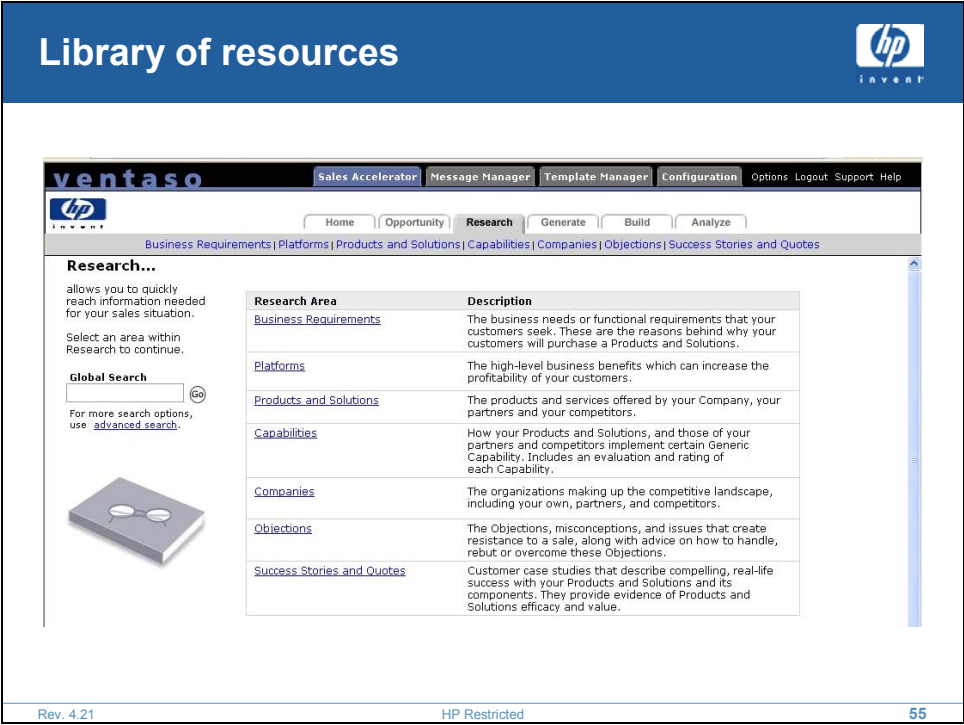 Library of resources
hp
invent
ventaso
Sales Accelerator Message Manager Template Manager Configuration Options Logout Support Help
hp
invent
Home Opportunity Research Generate Build Analyze
Business Requirements | Platforms | Products and Solutions | Capabilities | Companies | Objections | Success Stories and Quotes
Research...
allows you to quickly
reach information needed
for your sales situation.
Select an area within
Research to continue.
Global Search
Go
For more search options,
use advanced search.
Research Area Description
Business Requirements The business needs or functional requirements that your
customers seek. These are the reasons behind why your
customers will purchase a Products and Solutions.
Platforms The high-level business benefits which can increase the
profitability of your customers.
Products and Solutions The products and services offered by your Company, your
partners and your competitors.
Capabilities How your Products and Solutions, and those of your
partners and competitors implement certain Generic
Capability. Includes an evaluation and rating of
each Capability.
Companies The organizations making up the competitive landscape,
including your own, partners, and competitors.
Objections The Objections, misconceptions, and issues that create
resistance to a sale, along with advice on how to handle,
rebut or overcome these Objections.
Success Stories and Quotes Customer case studies that describe compelling, real-life
success with your Products and Solutions and its
components. They provide evidence of Products and
Solutions efficacy and value.
Rev. 4.21 HP Restricted 55